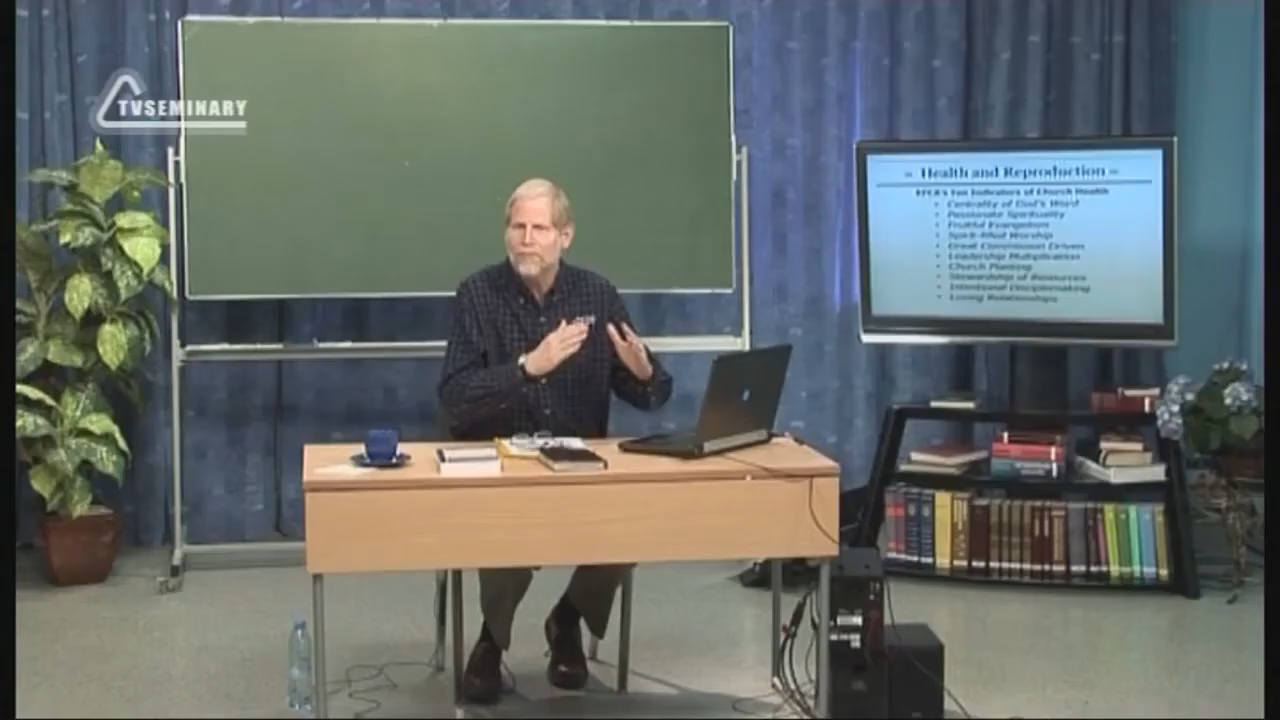 TVSEMINARY
Health and Reproduction
EFCA's Ten Indicators of Church Health
• Centrality of God's Word
• Passionate Spirituality
• Fruitful Evangelism
• Spirit-filled Worship
• Great Commission Driven
• Leadership Multiplication
• Church Planting
• Stewardship of Resources
• Intentional Disciplemaking
• Loving Relationships